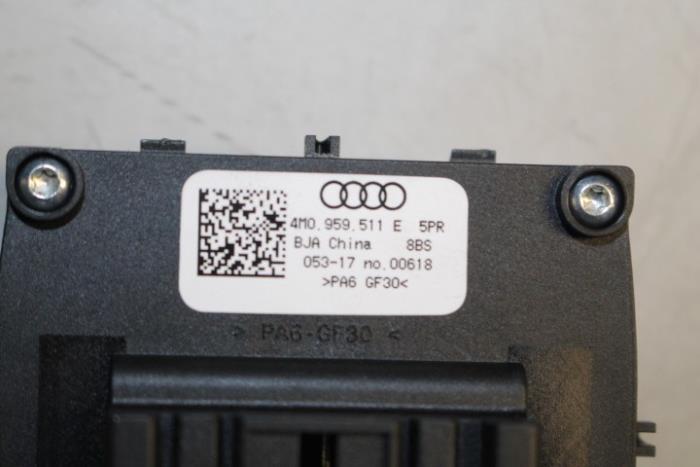 4M0.959.511 E 5PR
BJA China 8BS
053-17 no.00618
>PA6 GF30<
> PA6-GF30 <